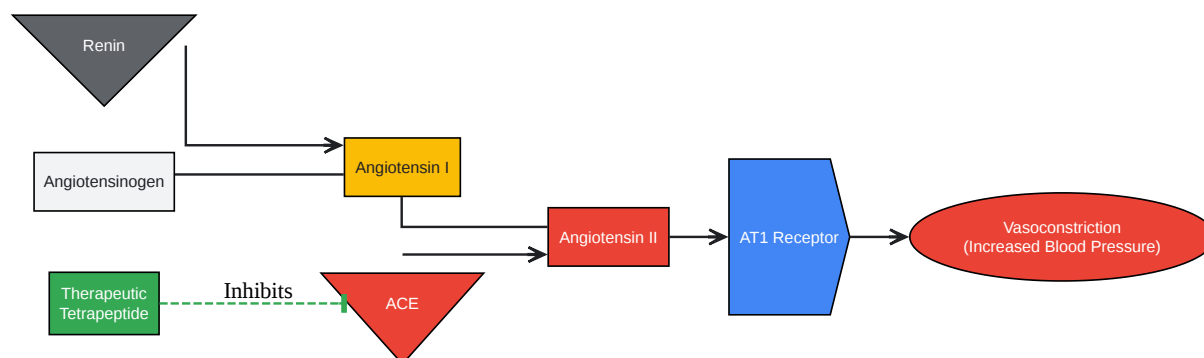 Renin
Angiotensinogen
Angiotensin I
Angiotensin II
AT1 Receptor
Vasoconstriction
(Increased Blood Pressure)
Therapeutic
Tetrapeptide
Inhibits
ACE